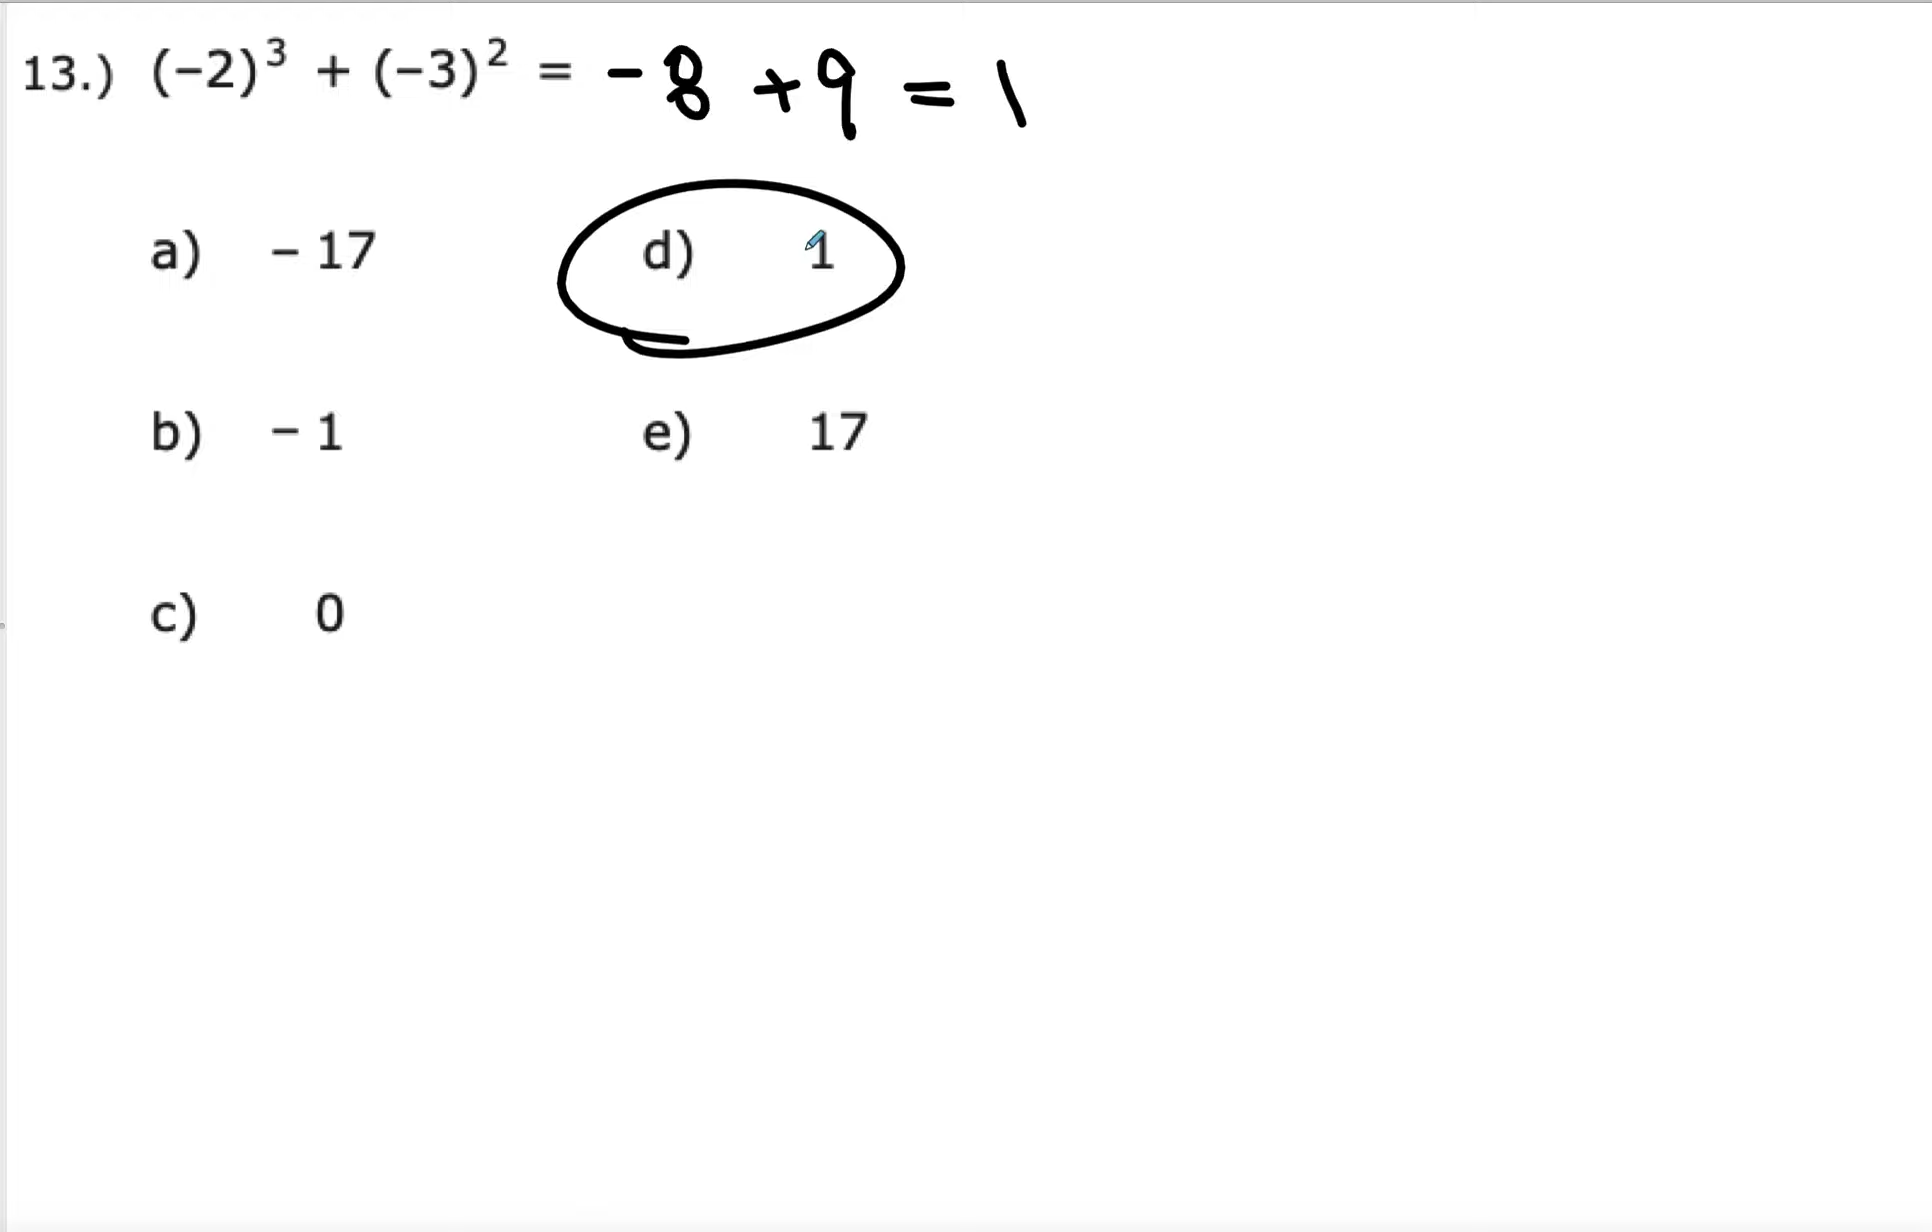 13.) (–2)³ + (–3)² = - 8 + 9 = 1
a) – 17 d) 1
b) – 1 e) 17
c) 0